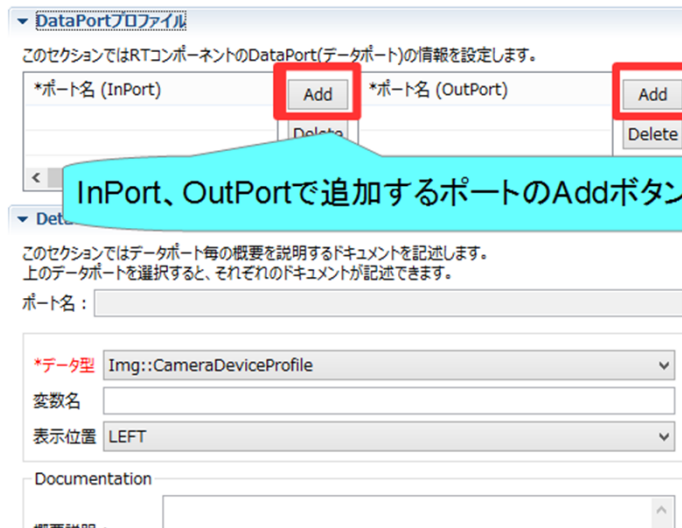 DataPortプロファイル
このセクションではRTコンポーネントのDataPort(データポート)の情報を設定します。
*ポート名 (InPort)
Add
*ポート名 (OutPort)
Add
Delete
Delete
InPort、OutPortで追加するポートのAddボタン
このセクションではデータポート毎の概要を説明するドキュメントを記述します。
上のデータポートを選択すると、それぞれのドキュメントが記述できます。
ポート名：
*データ型 Img::CameraDeviceProfile
変数名
表示位置 LEFT
Documentation